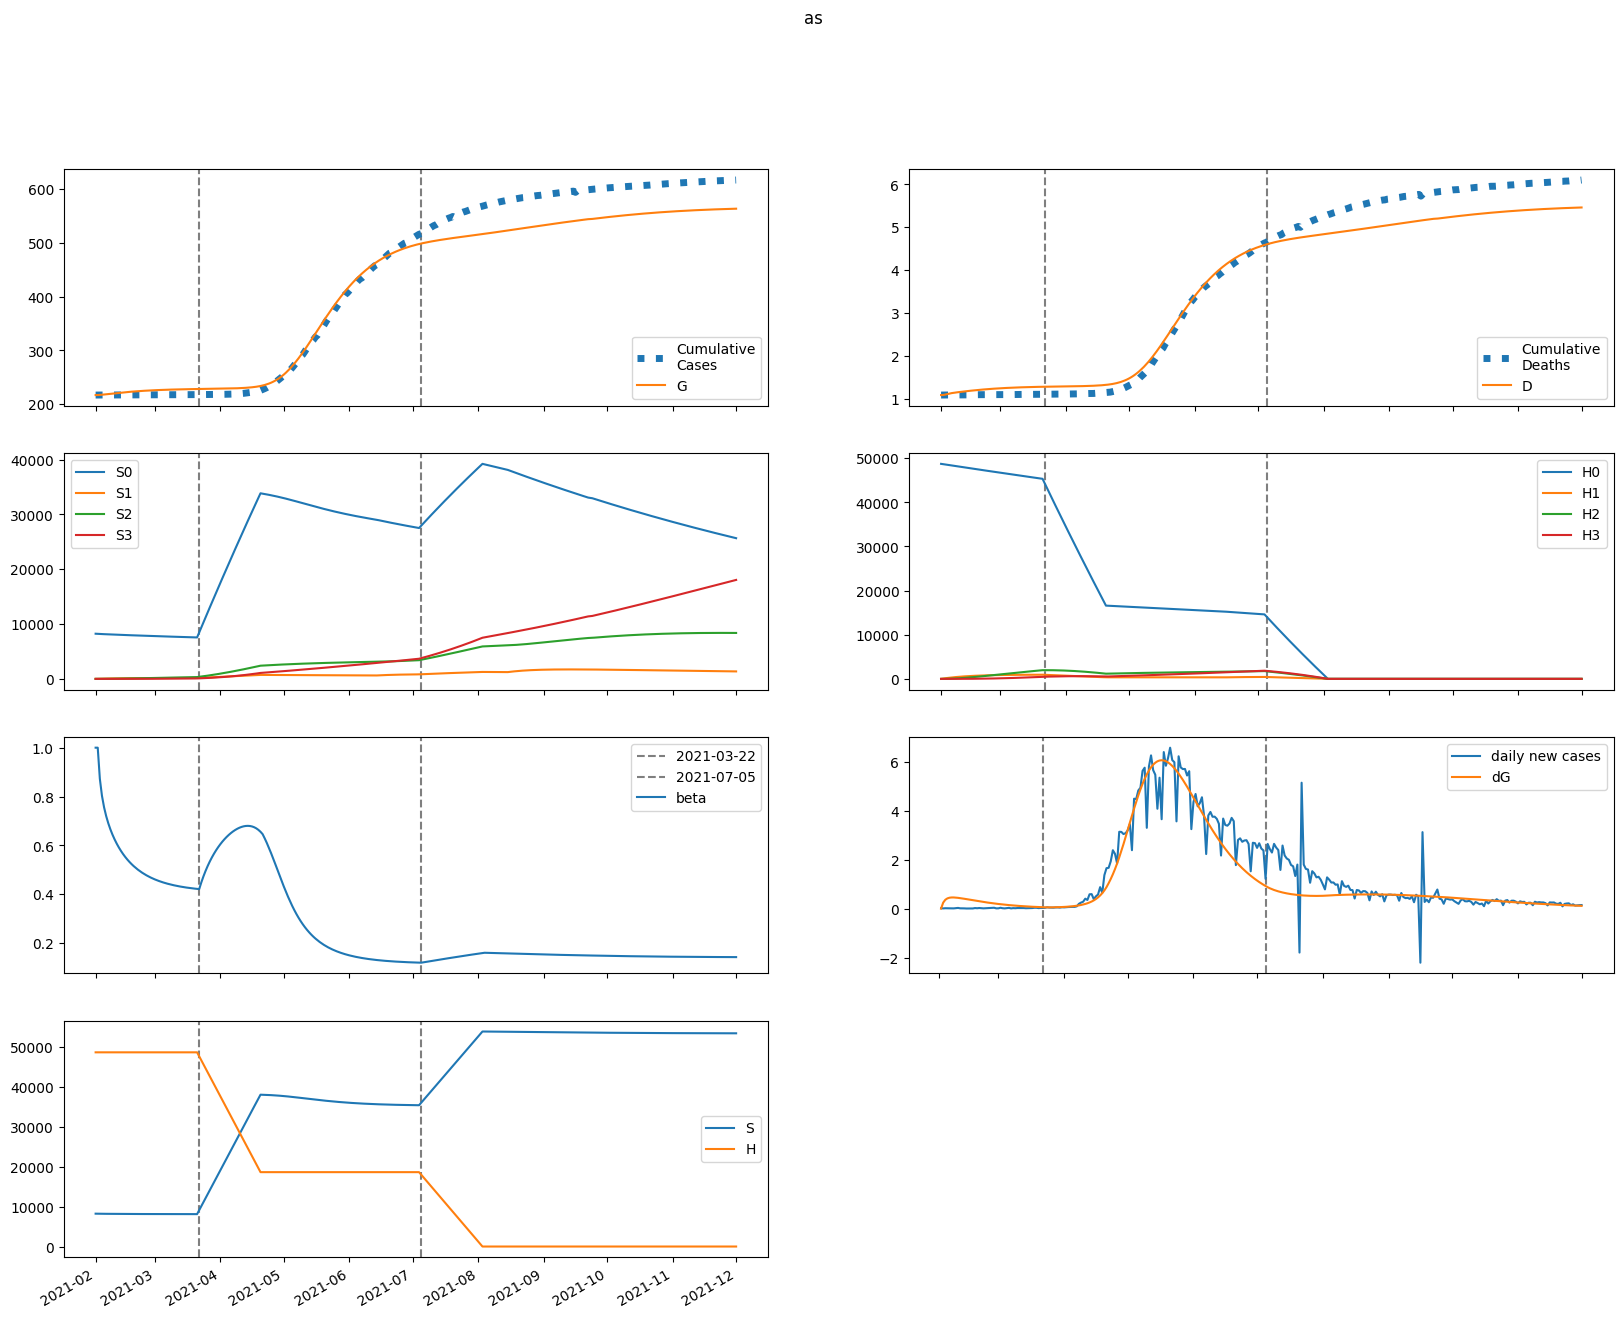 as
600
500
400
300
200
Cumulative
Cases
G
6
5
4
3
2
1
Cumulative
Deaths
D
40000
30000
20000
10000
0
S0
S1
S2
S3
50000
40000
30000
20000
10000
0
H0
H1
H2
H3
1.0
0.8
0.6
0.4
0.2
2021-03-22
2021-07-05
beta
6
4
2
0
−2
daily new cases
dG
50000
40000
30000
20000
10000
0
S
H
2021-02
2021-03
2021-04
2021-05
2021-06
2021-07
2021-08
2021-09
2021-10
2021-11
2021-12